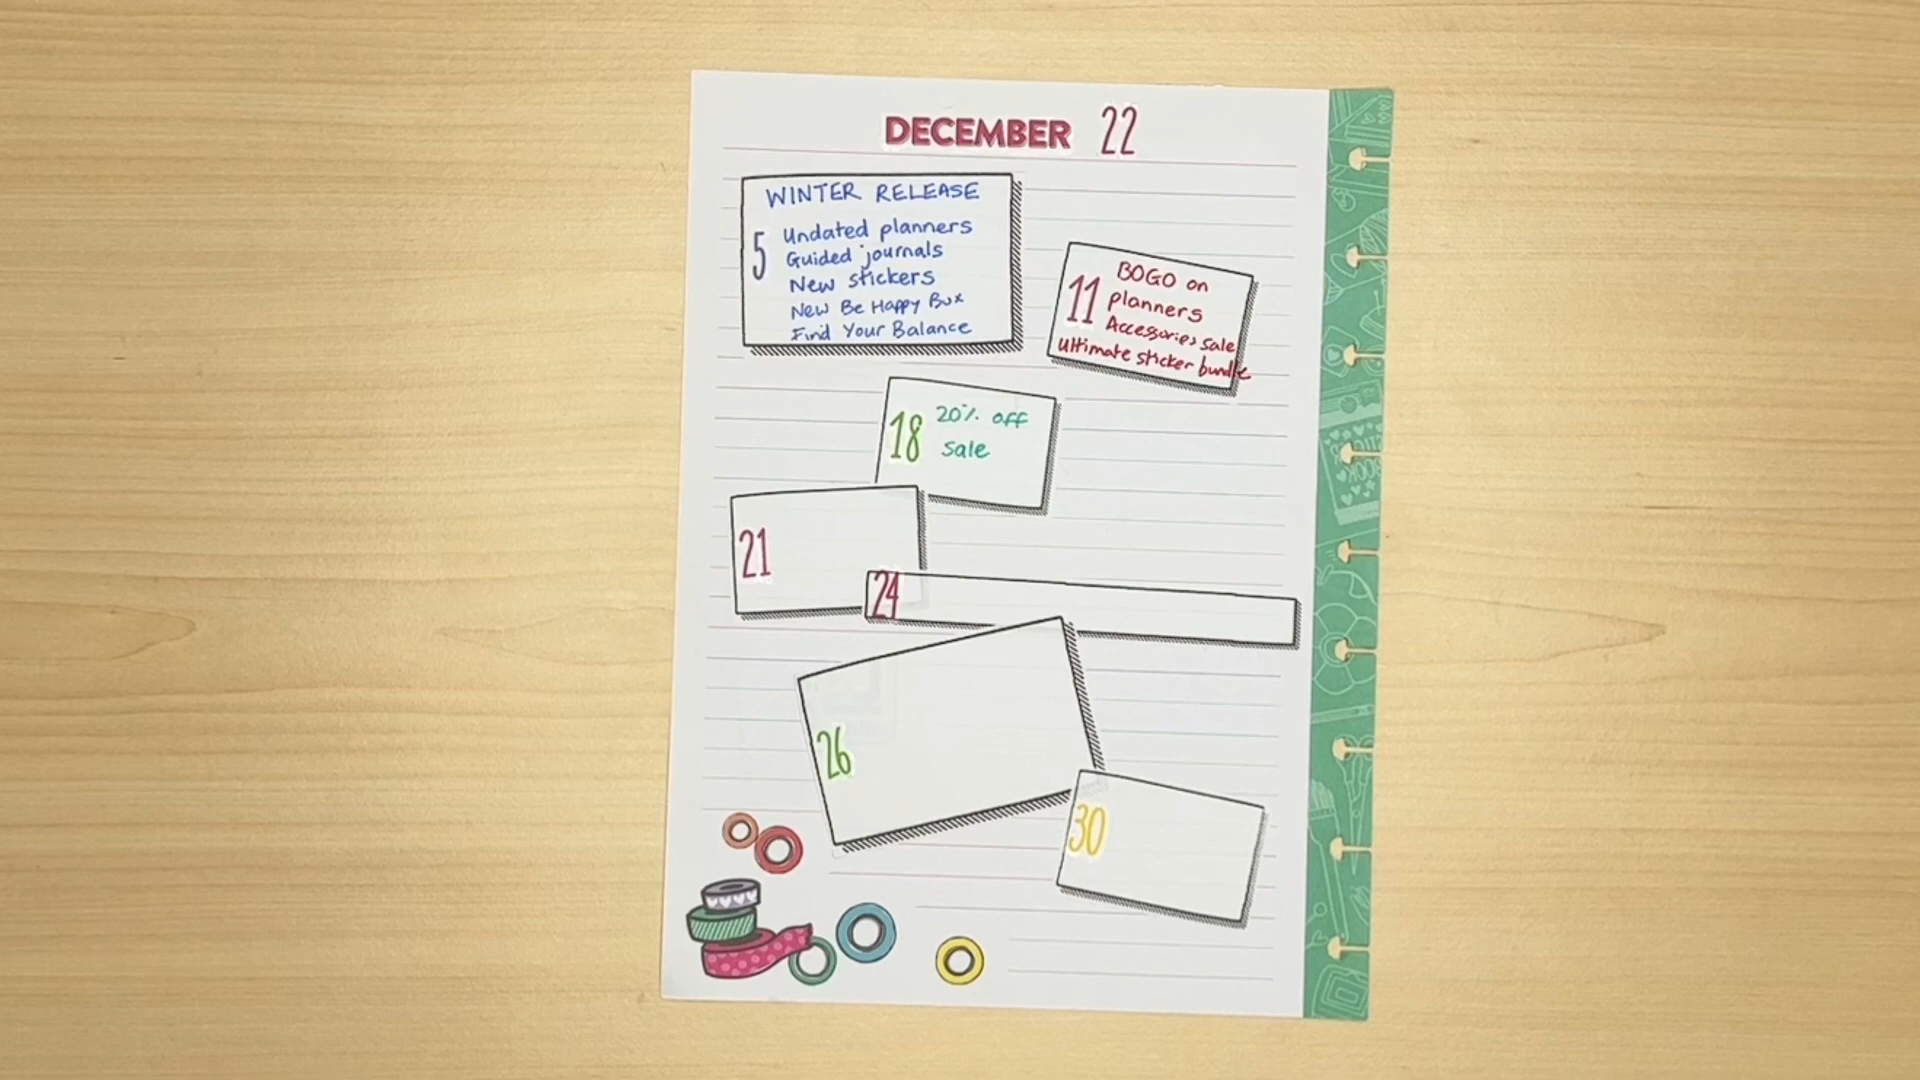 DECEMBER 22
WINTER RELEASE
5
Undated planners
Guided journals
New stickers
New Be Happy Box
Find Your Balance
11
BOGO on
planners
Accessories sale
Ultimate sticker bundle
18
20% off
Sale
21
24
26
30